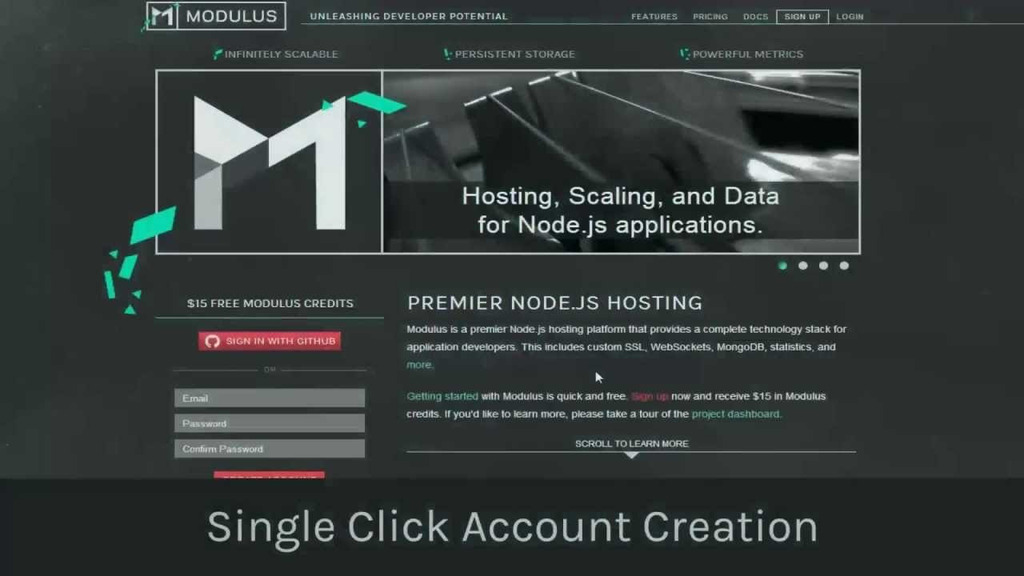 MODULUS
UNLEASHING DEVELOPER POTENTIAL
FEATURES PRICING DOCS SIGN UP LOGIN
INFINITELY SCALABLE PERSISTENT STORAGE POWERFUL METRICS
Hosting, Scaling, and Data
for Node.js applications.
$15 FREE MODULUS CREDITS
SIGN IN WITH GITHUB
OR
Email
Password
Confirm Password
CREATE ACCOUNT
PREMIER NODE.JS HOSTING
Modulus is a premier Node.js hosting platform that provides a complete technology stack for
application developers. This includes custom SSL, WebSockets, MongoDB, statistics, and
more.
Getting started with Modulus is quick and free. Sign up now and receive $15 in Modulus
credits. If you'd like to learn more, please take a tour of the project dashboard.
SCROLL TO LEARN MORE
Single Click Account Creation